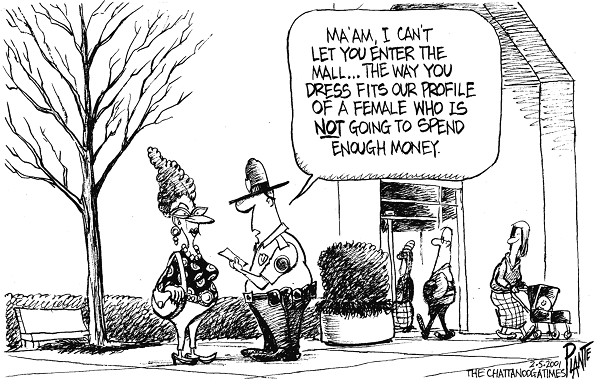 MA'AM, I CAN'T
LET YOU ENTER THE
MALL... THE WAY YOU
DRESS FITS OUR PROFILE
OF A FEMALE WHO IS
NOT GOING TO SPEND
ENOUGH MONEY.
2-5-2001
PLANTE
THE CHATTANOOGA TIMES